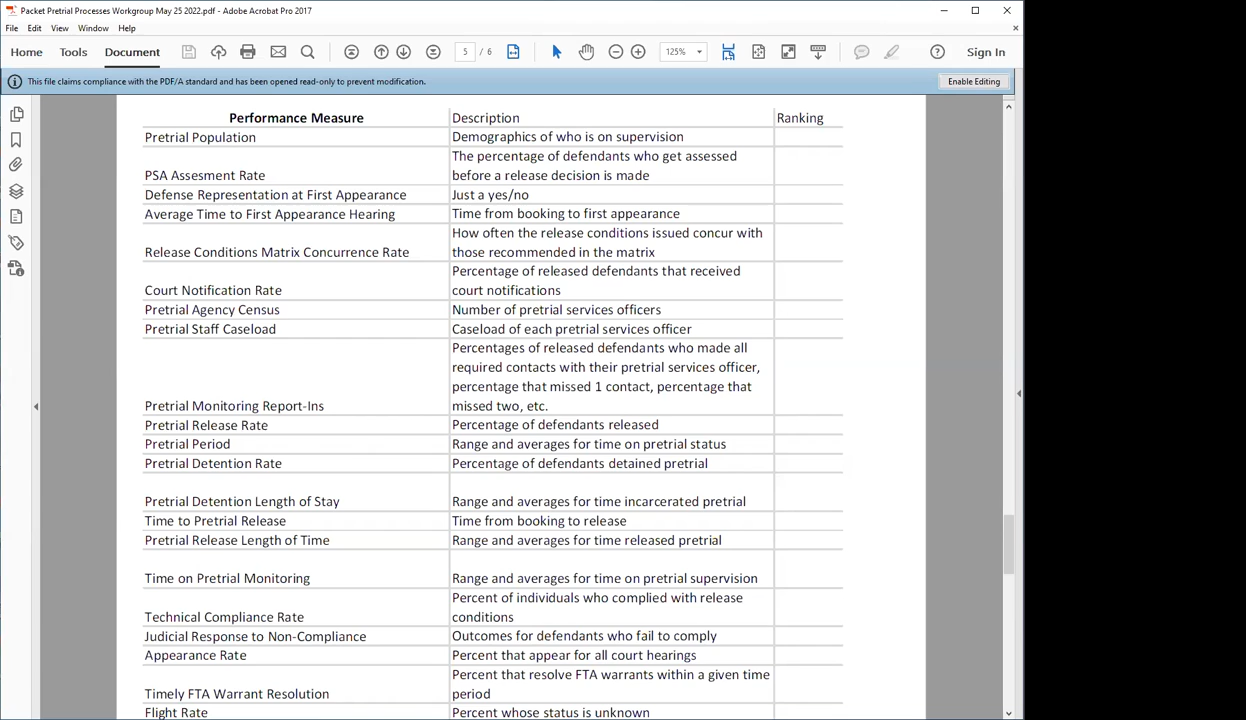 Packet Pretrial Processes Workgroup May 25 2022.pdf - Adobe Acrobat Pro 2017
File Edit View Window Help
Home Tools Document 5 / 6 125% Sign In
This file claims compliance with the PDF/A standard and has been opened read-only to prevent modification. Enable Editing
Performance Measure Description Ranking
Pretrial Population Demographics of who is on supervision
The percentage of defendants who get assessed
PSA Assesment Rate before a release decision is made
Defense Representation at First Appearance Just a yes/no
Average Time to First Appearance Hearing Time from booking to first appearance
How often the release conditions issued concur with
Release Conditions Matrix Concurrence Rate those recommended in the matrix
Percentage of released defendants that received
Court Notification Rate court notifications
Pretrial Agency Census Number of pretrial services officers
Pretrial Staff Caseload Caseload of each pretrial services officer
Percentages of released defendants who made all
required contacts with their pretrial services officer,
percentage that missed 1 contact, percentage that
Pretrial Monitoring Report-Ins missed two, etc.
Pretrial Release Rate Percentage of defendants released
Pretrial Period Range and averages for time on pretrial status
Pretrial Detention Rate Percentage of defendants detained pretrial
Pretrial Detention Length of Stay Range and averages for time incarcerated pretrial
Time to Pretrial Release Time from booking to release
Pretrial Release Length of Time Range and averages for time released pretrial
Time on Pretrial Monitoring Range and averages for time on pretrial supervision
Percent of individuals who complied with release
Technical Compliance Rate conditions
Judicial Response to Non-Compliance Outcomes for defendants who fail to comply
Appearance Rate Percent that appear for all court hearings
Percent that resolve FTA warrants within a given time
Timely FTA Warrant Resolution period
Flight Rate Percent whose status is unknown